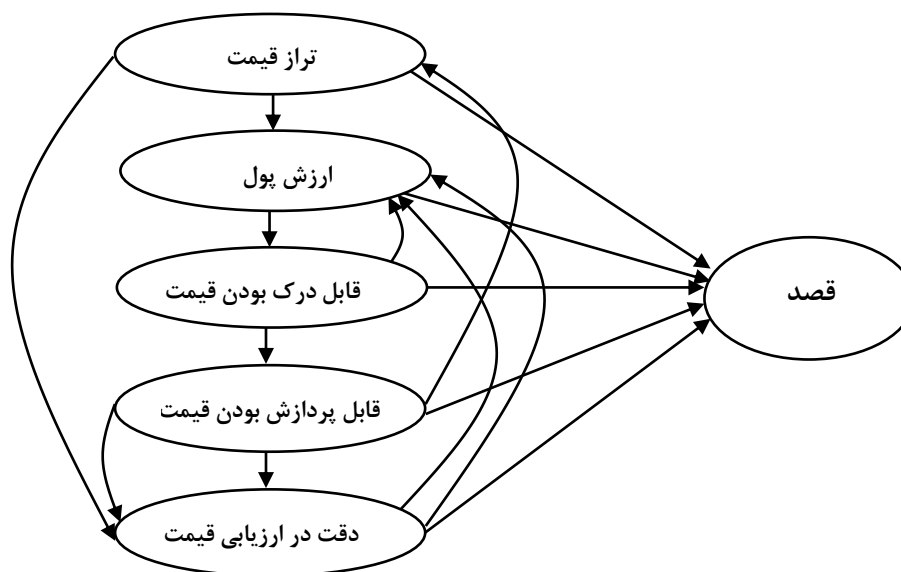 تراز قیمت
ارزش پول
قابل درک بودن قیمت
قصد
قابل پردازش بودن قیمت
دقت در ارزیابی قیمت